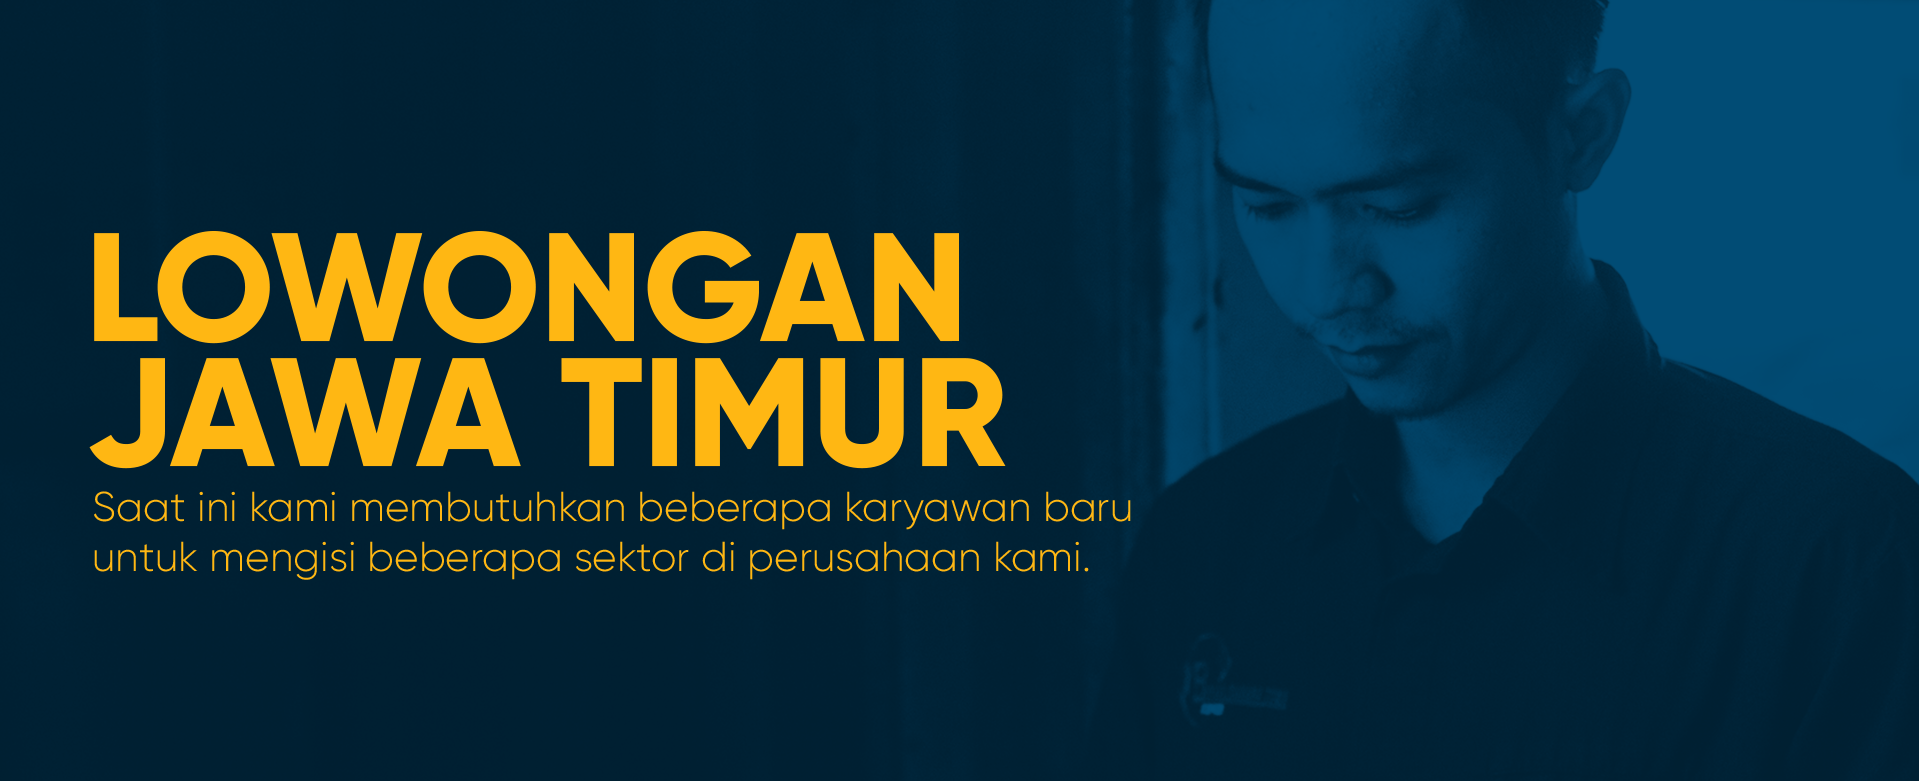 LOWONGAN
JAWA TIMUR
Saat ini kami membutuhkan beberapa karyawan baru
untuk mengisi beberapa sektor di perusahaan kami.